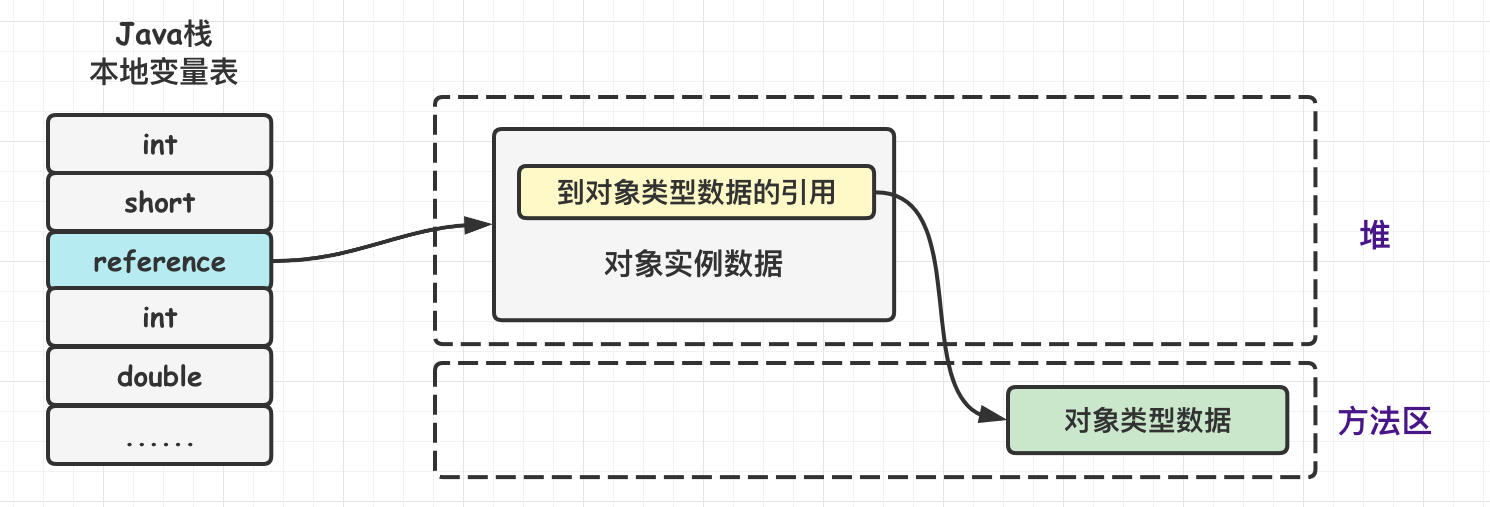 Java栈
本地变量表
int
short
reference
int
double
......
到对象类型数据的引用
对象实例数据
堆
对象类型数据
方法区